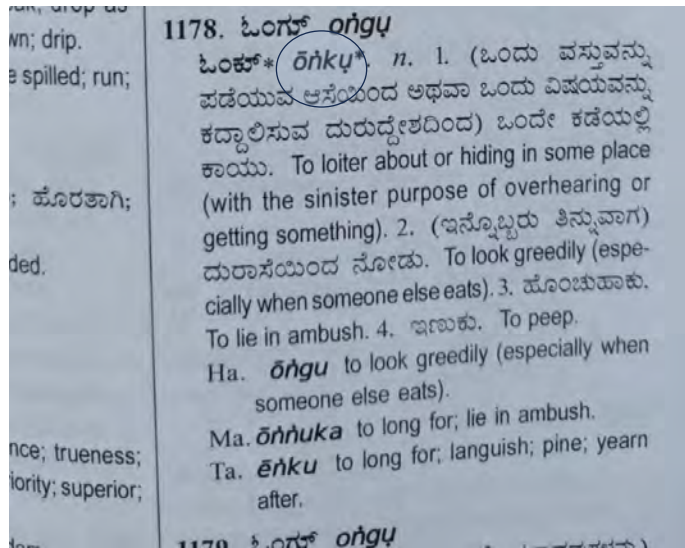 wn; drip.
e spilled; run;
; ಹೊರತಾಗಿ;
ded.
nce; trueness;
iority; superior;
1178. ಓಂಗ್ oṅgụ
ಓಂಕ್* ōṅkụ*. n. 1. (ಒಂದು ವಸ್ತುವನ್ನು
ಪಡೆಯುವ ಆಸೆಯಿಂದ ಅಥವಾ ಒಂದು ವಿಷಯವನ್ನು
ಕದ್ದಾಲಿಸುವ ದುರುದ್ದೇಶದಿಂದ) ಒಂದೇ ಕಡೆಯಲ್ಲಿ
ಕಾಯು. To loiter about or hiding in some place
(with the sinister purpose of overhearing or
getting something). 2. (ಇನ್ನೊಬ್ಬರು ತಿನ್ನುವಾಗ)
ದುರಾಸೆಯಿಂದ ನೋಡು. To look greedily (espe-
cially when someone else eats). 3. ಹೊಂಚುಹಾಕು.
To lie in ambush. 4. ಇಣುಕು. To peep.
Ha. ōṅgu to look greedily (especially when
someone else eats).
Ma. ōṅṅuka to long for; lie in ambush.
Ta. ēṅku to long for; languish; pine; yearn
after.
1179. ಓಂಗ್ oṅgụ